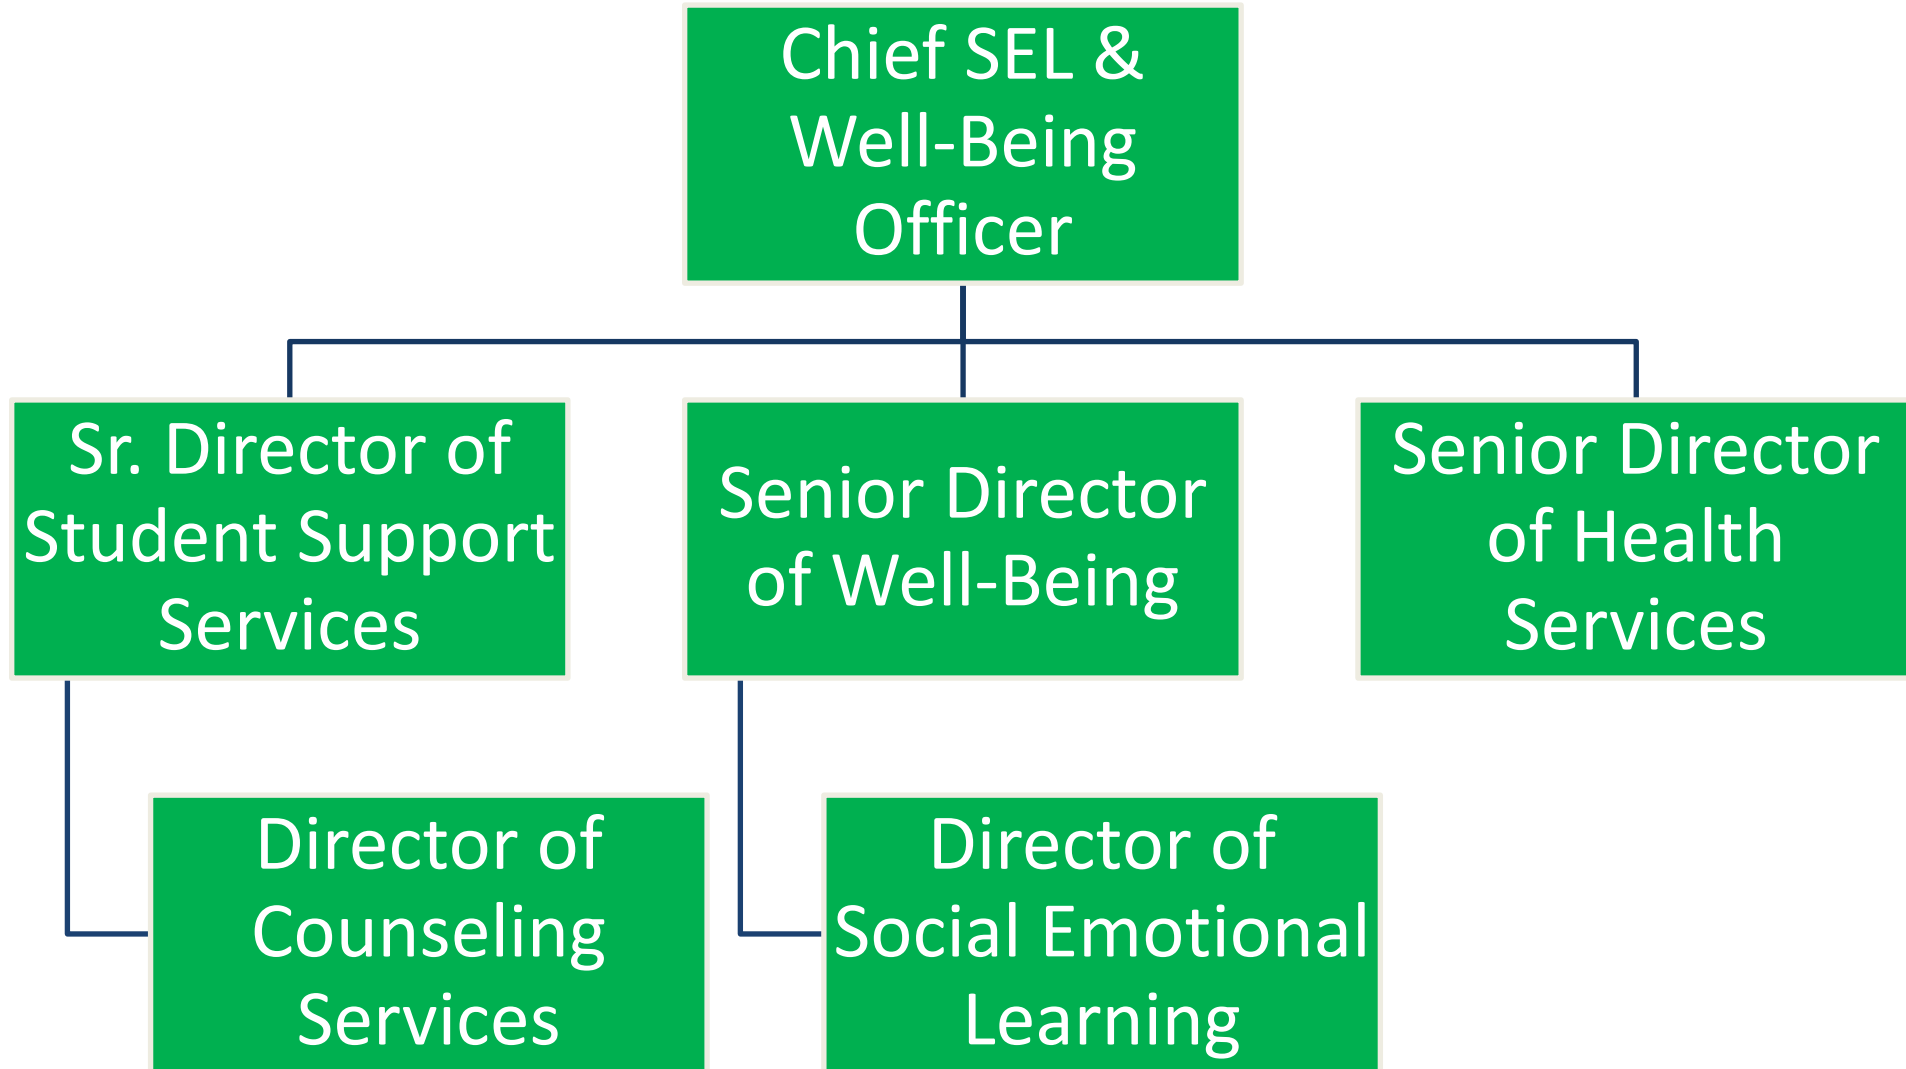 Chief SEL &
Well-Being
Officer
Sr. Director of
Student Support
Services
Senior Director
of Well-Being
Senior Director
of Health
Services
Director of
Counseling
Services
Director of
Social Emotional
Learning